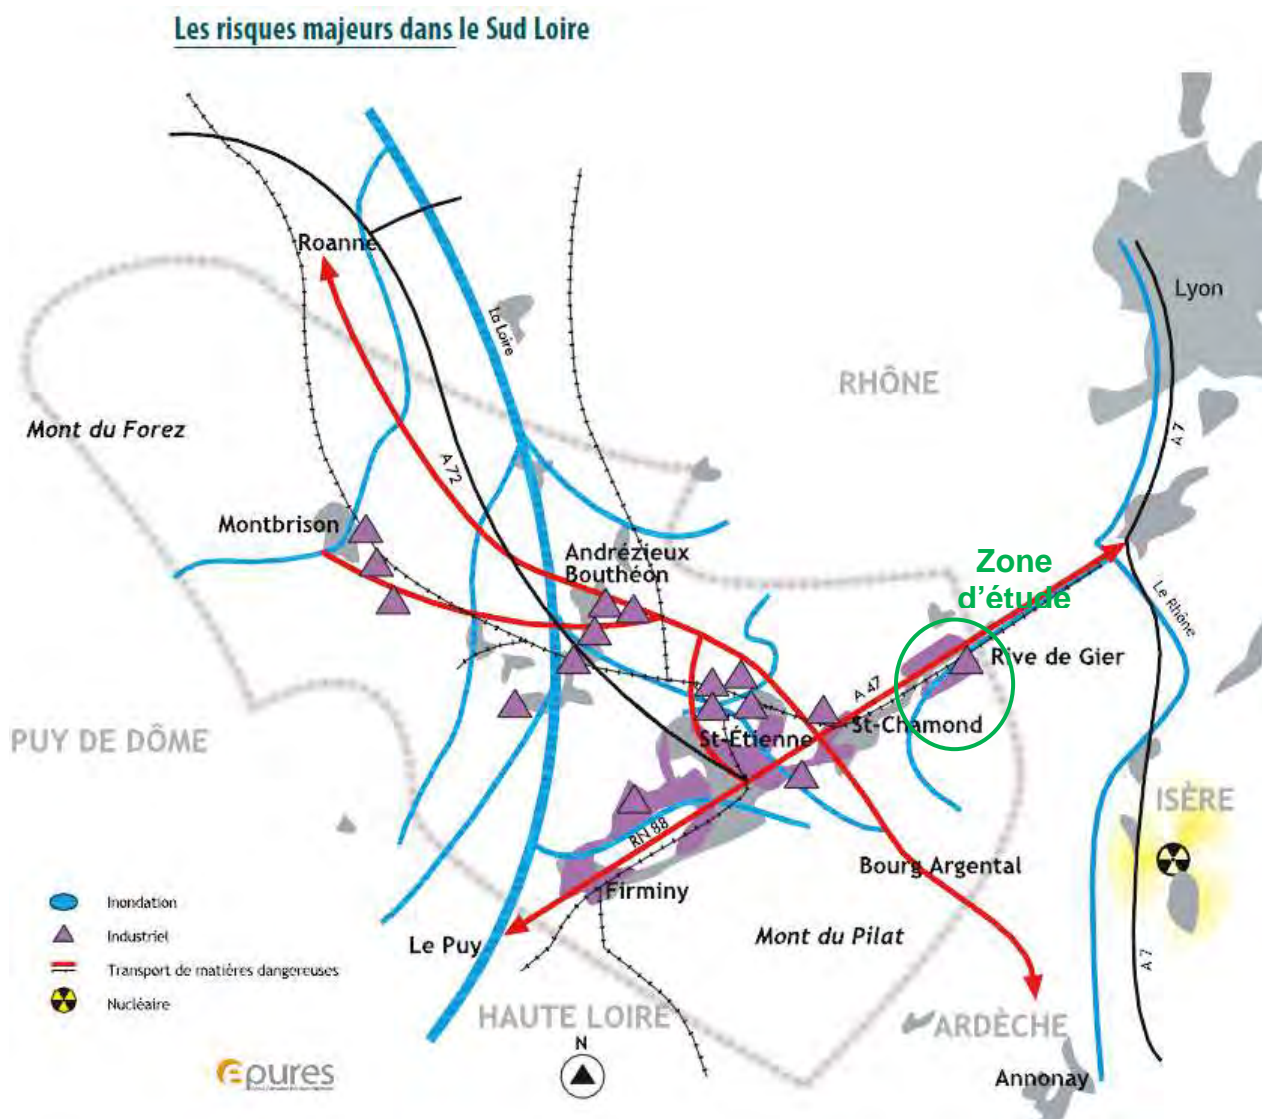 Les risques majeurs dans le Sud Loire
Roanne
La Loire
Lyon
RHÔNE
Mont du Forez
A 72
A 7
Montbrison
Andrézieux
Bouthéon
Zone
d'étude
Le Rhône
Rive de Gier
A 47
St-Chamond
St-Étienne
PUY DE DÔME
ISÈRE
RN 88
Bourg Argental
Firminy
Mont du Pilat
Le Puy
A 7
Inondation
Industriel
Transport de matières dangereuses
Nucléaire
HAUTE LOIRE
ARDÈCHE
N
Annonay
épures